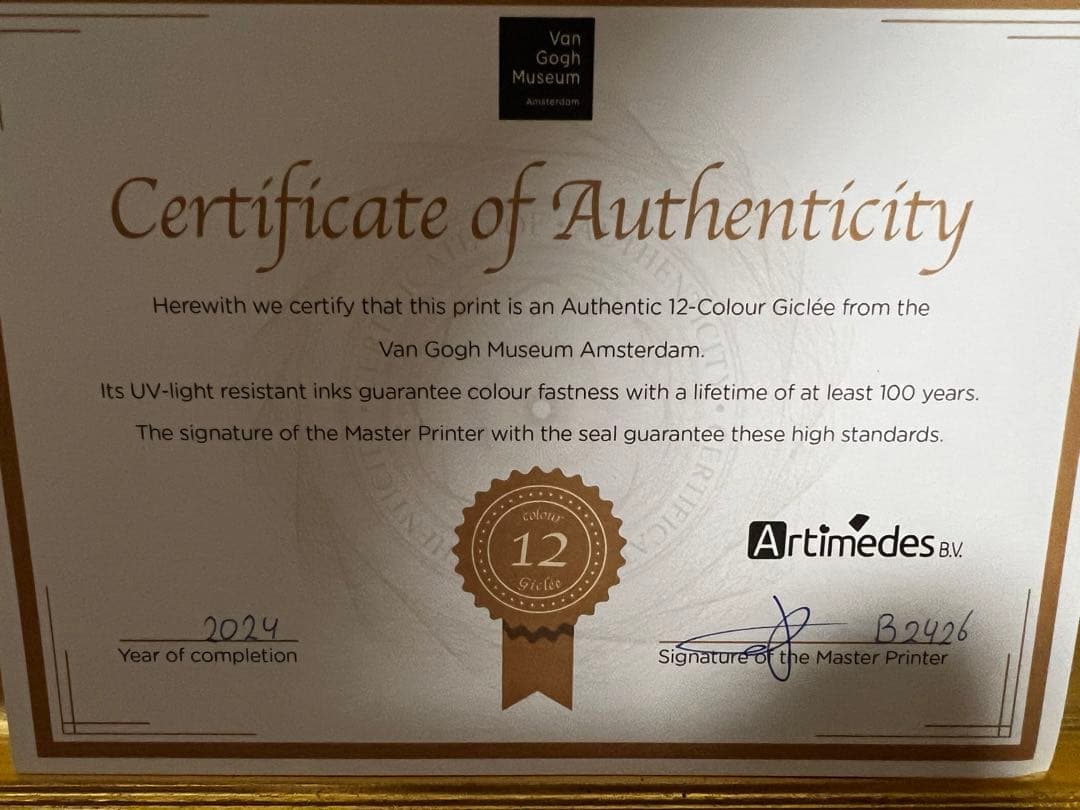 Van
Gogh
Museum
Amsterdam
Certificate of Authenticity
Herewith we certify that this print is an Authentic 12-Colour Giclée from the
Van Gogh Museum Amsterdam.
Its UV-light resistant inks guarantee colour fastness with a lifetime of at least 100 years.
The signature of the Master Printer with the seal guarantee these high standards.
colour
12
Giclée
Artimedes B.V.
2024
Year of completion
B2426
Signature of the Master Printer